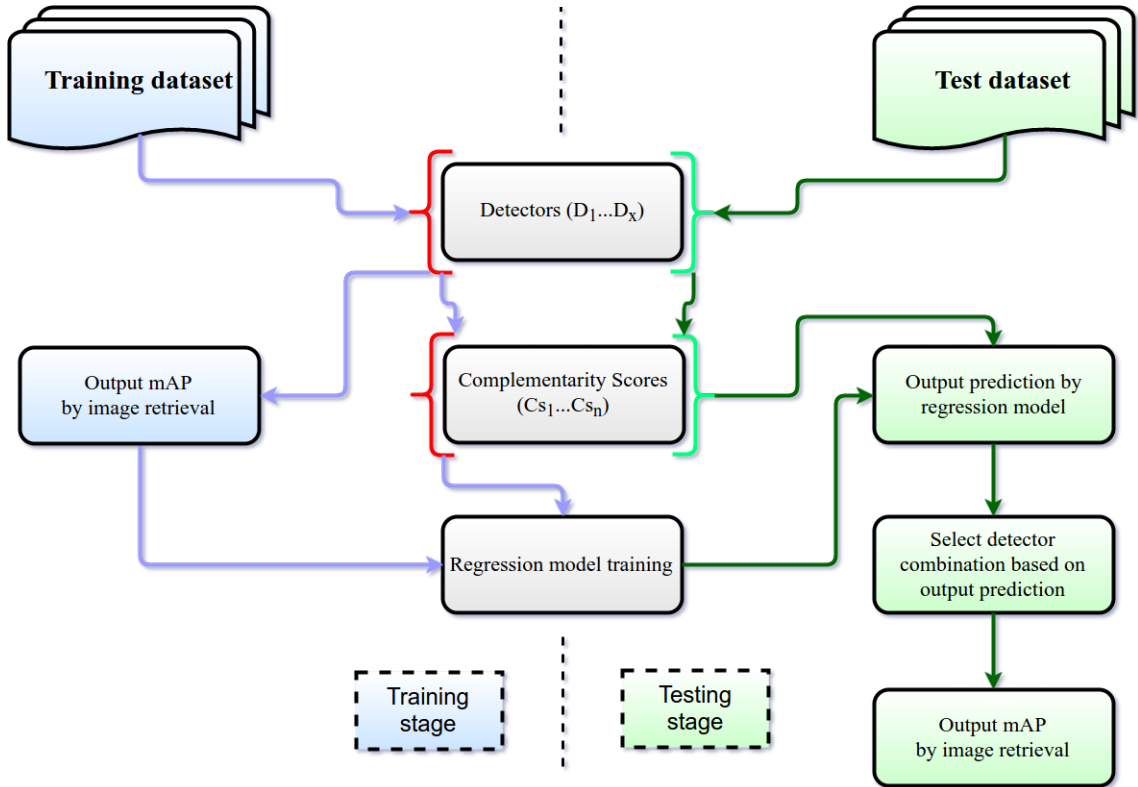 Training dataset
Test dataset
Detectors (D₁...Dₓ)
Output mAP
by image retrieval
Complementarity Scores
(Cs₁...Csₙ)
Output prediction by
regression model
Regression model training
Select detector
combination based on
output prediction
Training
stage
Testing
stage
Output mAP
by image retrieval